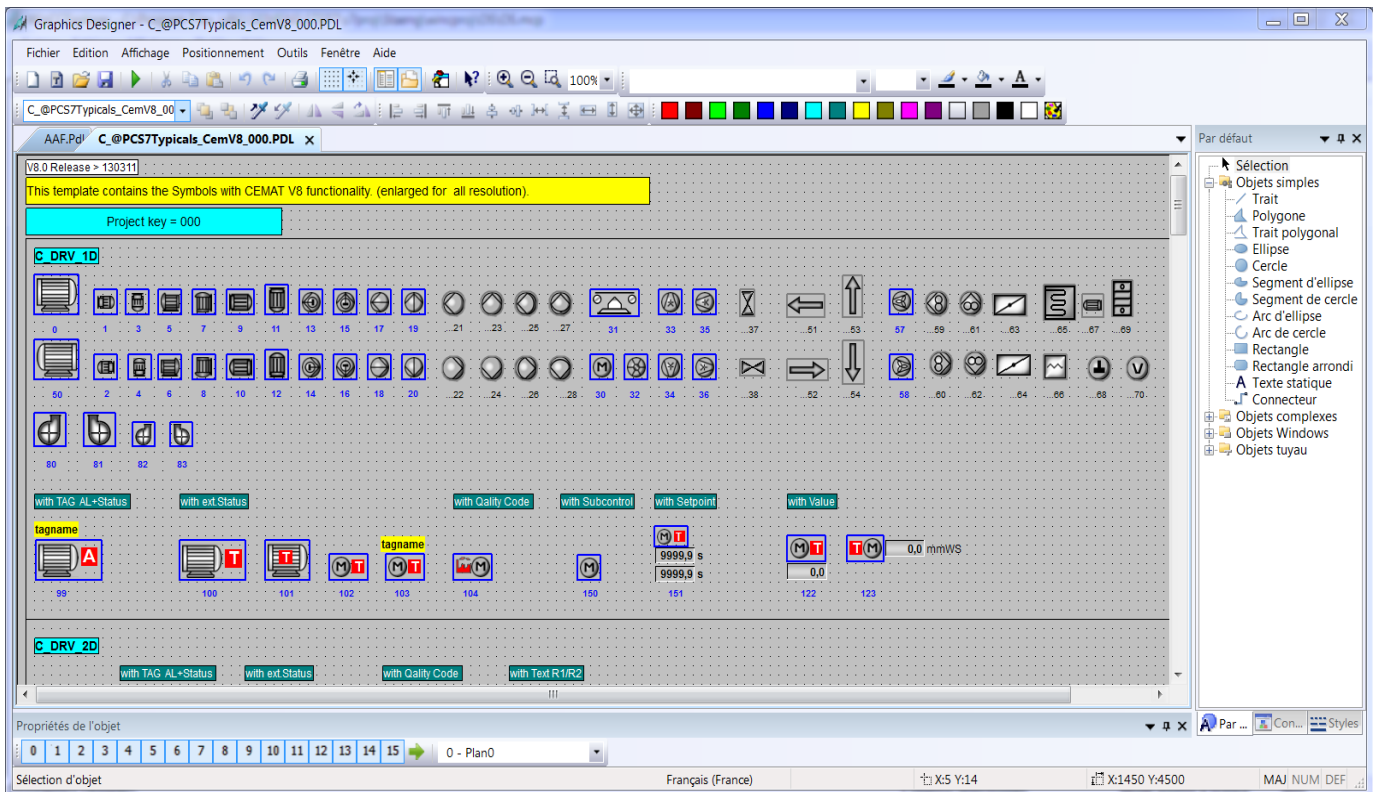 Graphics Designer - C_@PCS7Typicals_CemV8_000.PDL
Fichier Edition Affichage Positionnement Outils Fenêtre Aide
100%
A
C_@PCS7Typicals_CemV8_00
AAF.Pdl C_@PCS7Typicals_CemV8_000.PDL X
V8.0 Release > 130311
This template contains the Symbols with CEMAT V8 functionality. (enlarged for all resolution).
Project key = 000
C_DRV_1D
0 1 3 5 7 9 11 13 15 17 19 ...21 ...23 ...25 ...27 31 33 35 ...37 ...51 ...53 57 ...59 ...61 ...63 ...65 ...67 ...69
M V
50 2 4 6 8 10 12 14 16 18 20 ...22 24 ...26 ...28 30 32 34 36 ...38 ...52 ...54 58 ...60 ...62 ...64 ...66 ...68 ...70
80 81 82 83
with TAG AL+Status with ext.Status with Qality Code with Subcontrol with Setpoint with Value
tagname
tagname
A T T M T M T M M M T M T T M
9999,9 s
9999,9 s
0,0
0,0 mmWS
99 100 101 102 103 104 150 151 122 123
C_DRV_2D
with TAG AL+Status with ext.Status with Qality Code with Text R1/R2
Par défaut
Sélection
Objets simples
Trait
Polygone
Trait polygonal
Ellipse
Cercle
Segment d'ellipse
Segment de cercle
Arc d'ellipse
Arc de cercle
Rectangle
Rectangle arrondi
A Texte statique
Connecteur
Objets complexes
Objets Windows
Objets tuyau
Par ... Con... Styles
Propriétés de l'objet
0 1 2 3 4 5 6 7 8 9 10 11 12 13 14 15 0 - Plan0
Sélection d'objet Français (France) X:5 Y:14 X:1450 Y:4500 MAJ NUM DEF